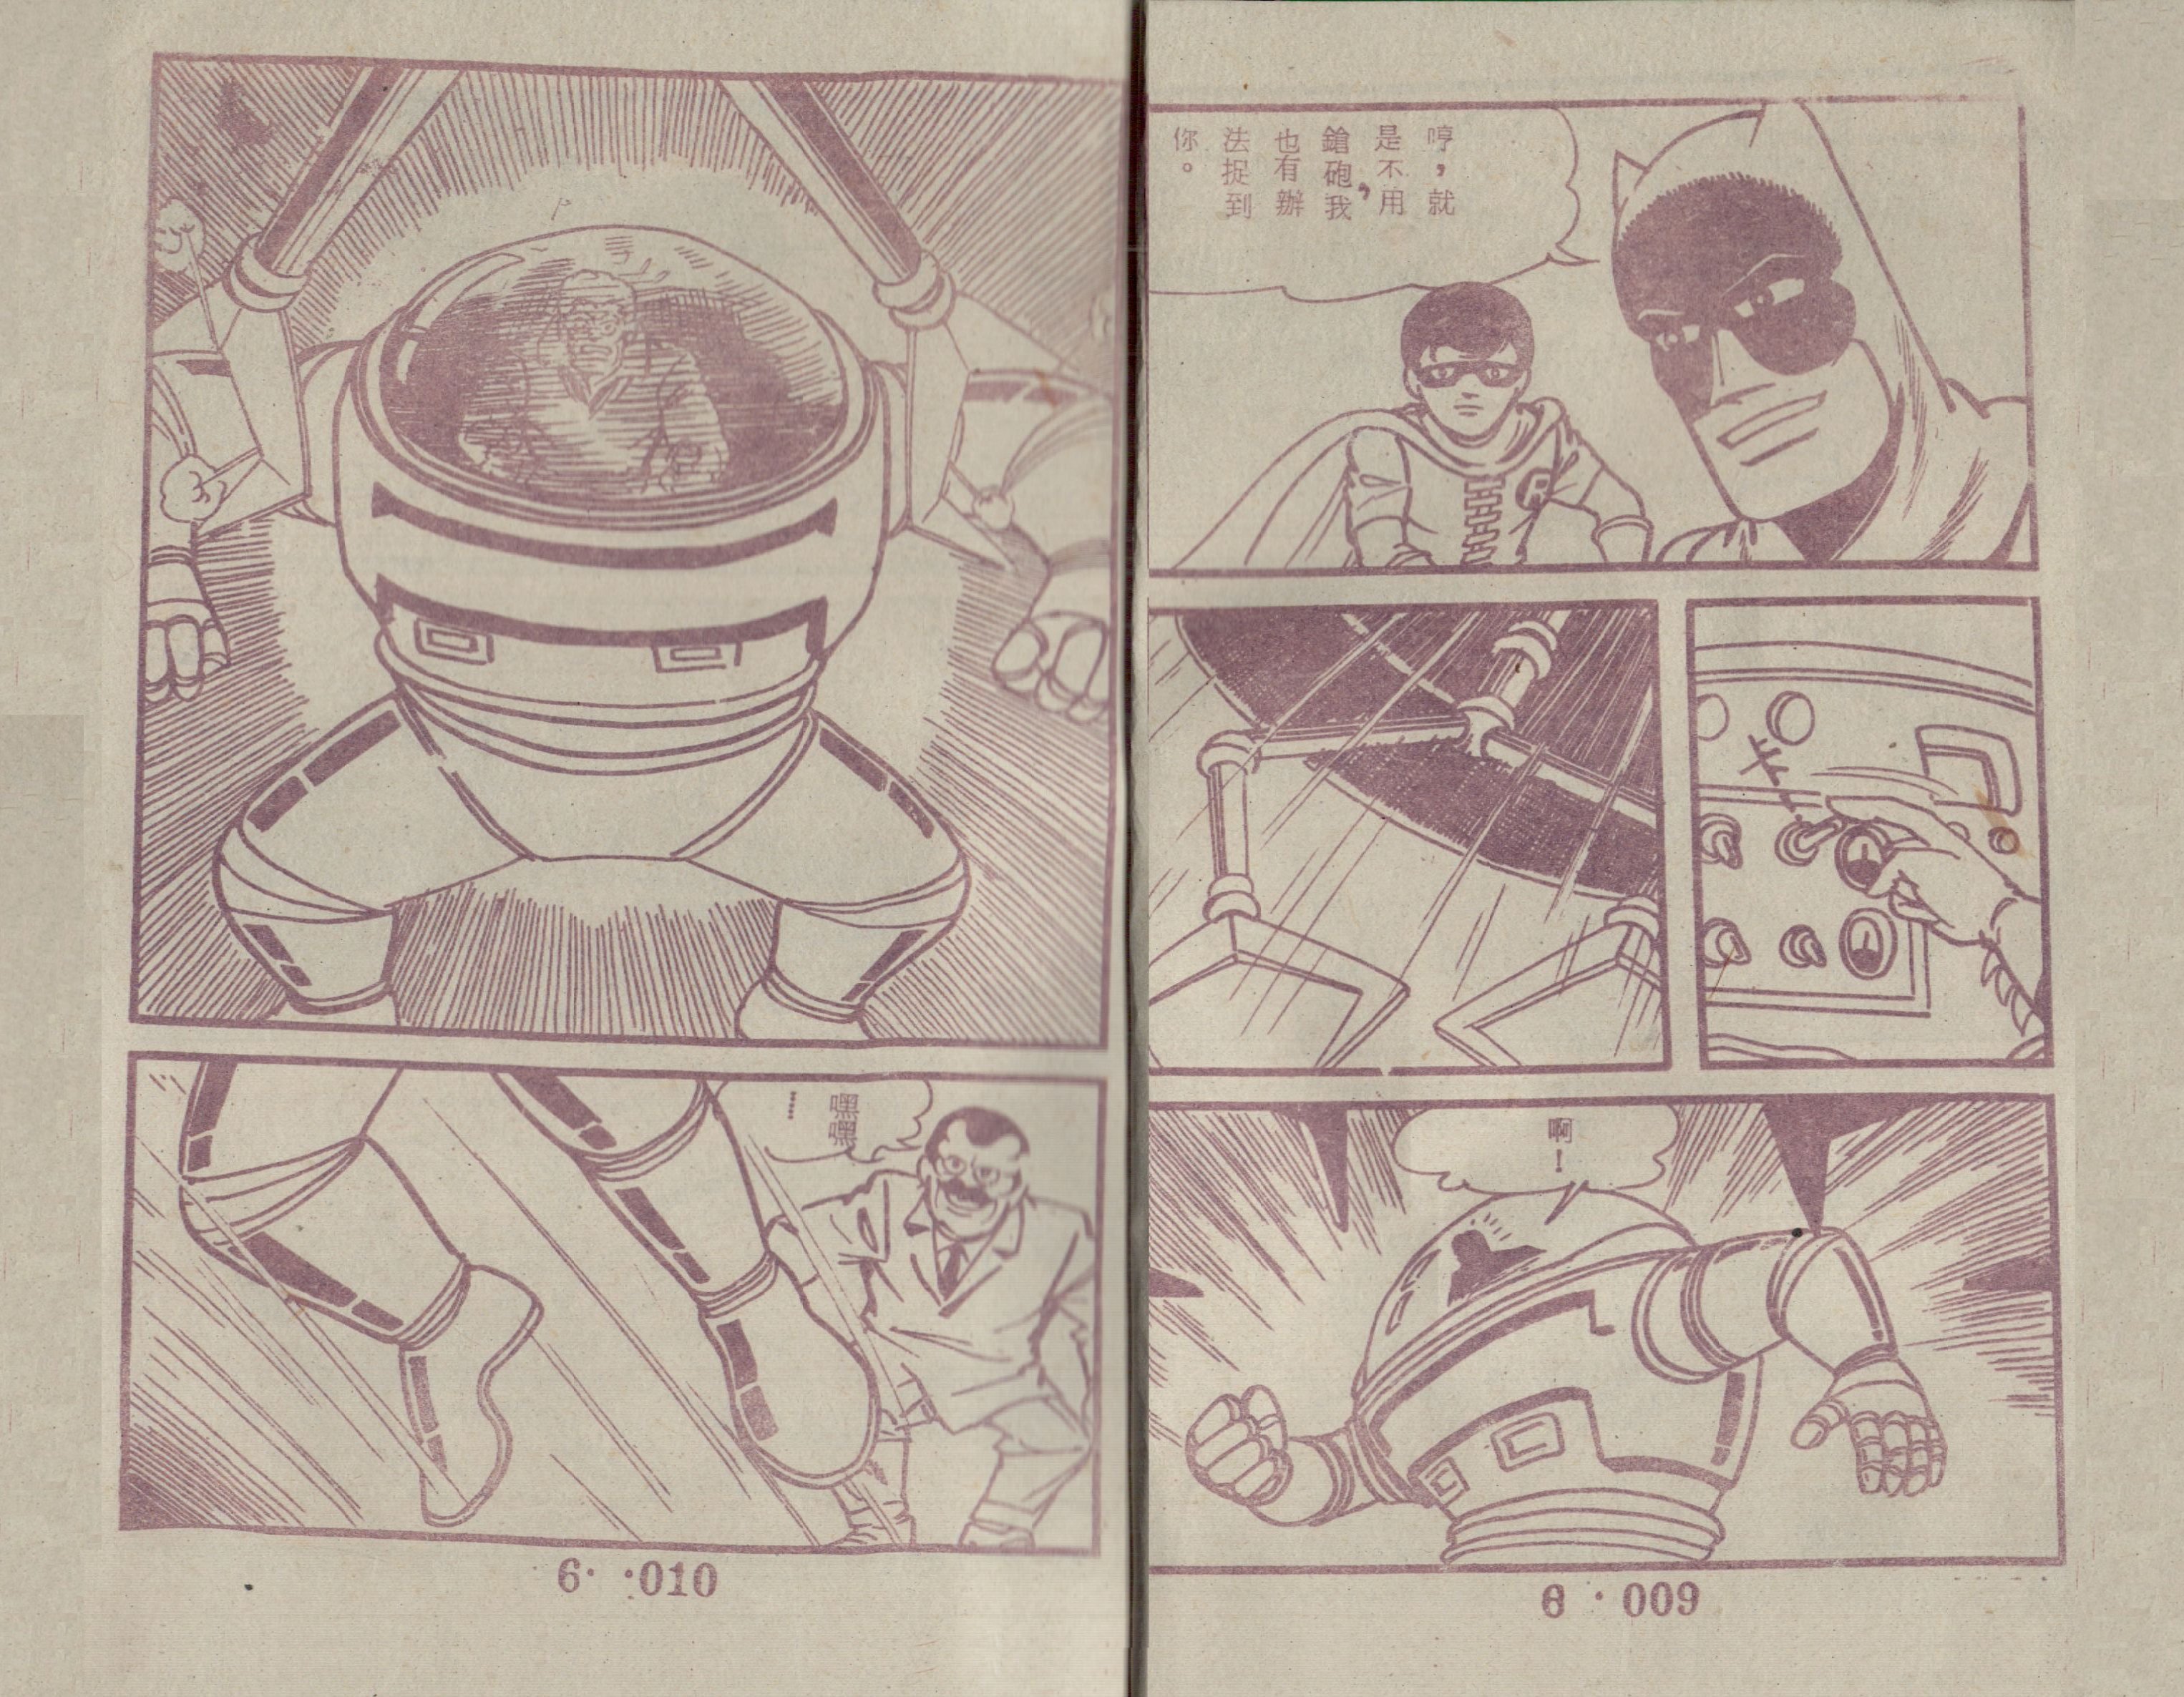 哼，就
是不用
鎗砲，我
也有辦
法捉到
你。
R
啊！
6·009
嘿嘿
……
6··010